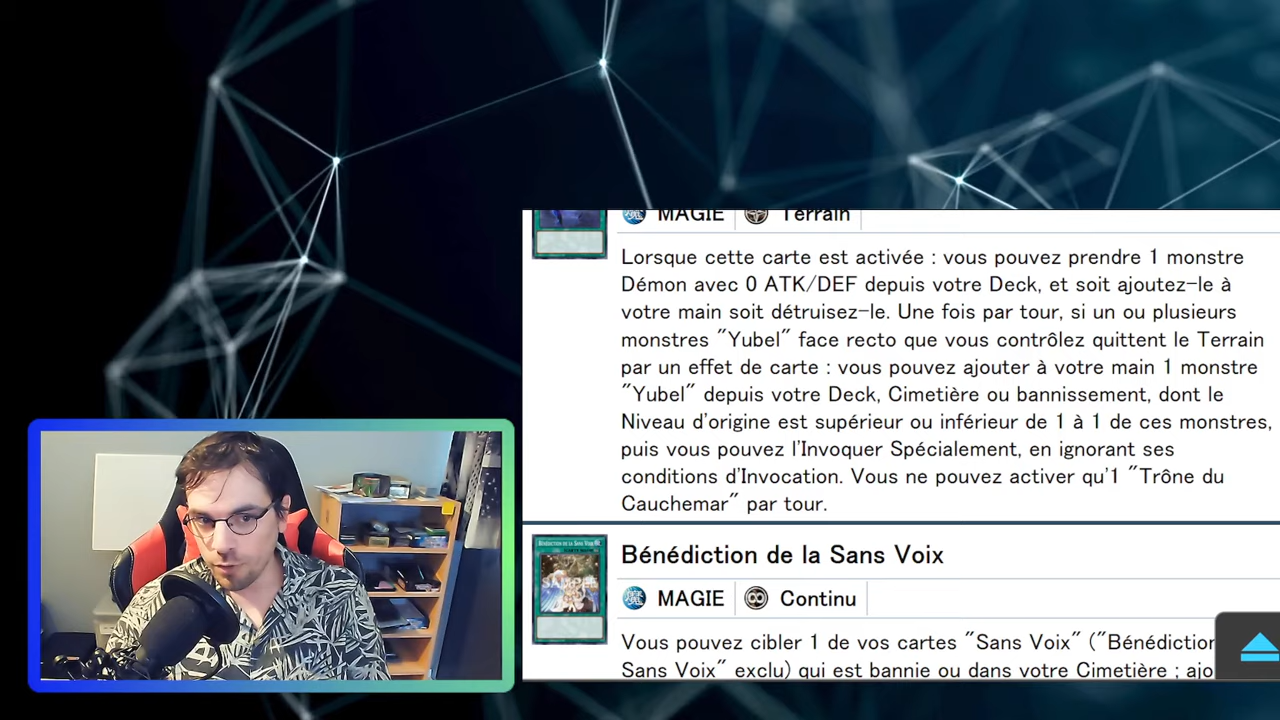 MAGIE Terrain
Lorsque cette carte est activée : vous pouvez prendre 1 monstre
Démon avec 0 ATK/DEF depuis votre Deck, et soit ajoutez-le à
votre main soit détruisez-le. Une fois par tour, si un ou plusieurs
monstres "Yubel" face recto que vous contrôlez quittent le Terrain
par un effet de carte : vous pouvez ajouter à votre main 1 monstre
"Yubel" depuis votre Deck, Cimetière ou bannissement, dont le
Niveau d'origine est supérieur ou inférieur de 1 à 1 de ces monstres,
puis vous pouvez l'Invoquer Spécialement, en ignorant ses
conditions d'Invocation. Vous ne pouvez activer qu'1 "Trône du
Cauchemar" par tour.
Bénédiction de la Sans Voix
Bénédiction de la Sans Voix
SAMPLE
MAGIE Continu
Vous pouvez cibler 1 de vos cartes "Sans Voix" ("Bénédiction
Sans Voix" exclu) qui est bannie ou dans votre Cimetière ; ajo